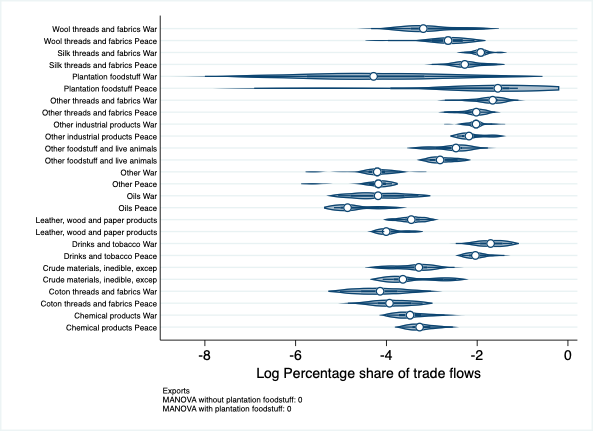 Wool threads and fabrics War
Wool threads and fabrics Peace
Silk threads and fabrics War
Silk threads and fabrics Peace
Plantation foodstuff War
Plantation foodstuff Peace
Other threads and fabrics War
Other threads and fabrics Peace
Other industrial products War
Other industrial products Peace
Other foodstuff and live animals
Other foodstuff and live animals
Other War
Other Peace
Oils War
Oils Peace
Leather, wood and paper products
Leather, wood and paper products
Drinks and tobacco War
Drinks and tobacco Peace
Crude materials, inedible, excep
Crude materials, inedible, excep
Coton threads and fabrics War
Coton threads and fabrics Peace
Chemical products War
Chemical products Peace
-8 -6 -4 -2 0
Log Percentage share of trade flows
Exports
MANOVA without plantation foodstuff: 0
MANOVA with plantation foodstuff: 0